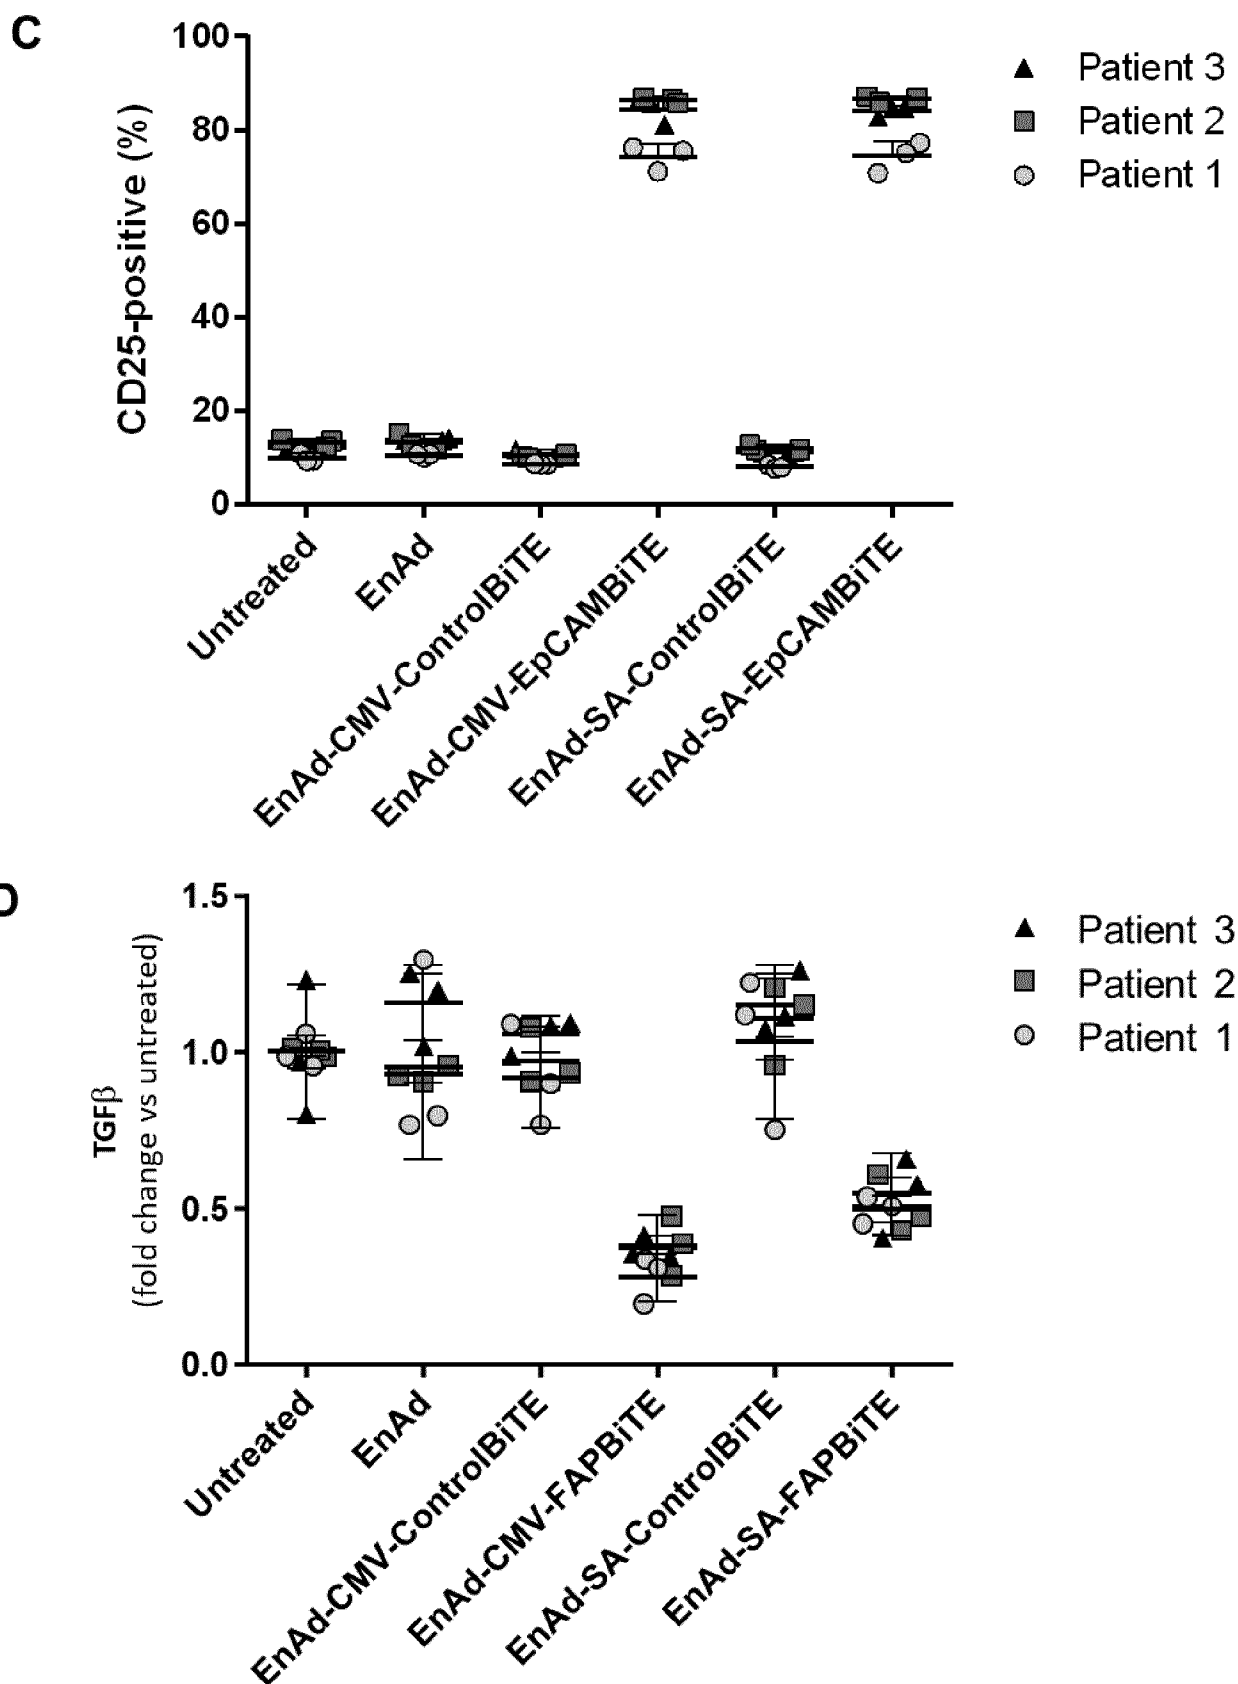 C
100
80
60
40
20
0
CD25-positive (%)
Patient 3
Patient 2
Patient 1
Untreated
EnAd
EnAd-CMV-ControlBiTE
EnAd-CMV-EpCAMBiTE
EnAd-SA-ControlBiTE
EnAd-SA-EpCAMBiTE
D
1.5
1.0
0.5
0.0
TGFβ
(fold change vs untreated)
Patient 3
Patient 2
Patient 1
Untreated
EnAd
EnAd-CMV-ControlBiTE
EnAd-CMV-FAPBiTE
EnAd-SA-ControlBiTE
EnAd-SA-FAPBiTE